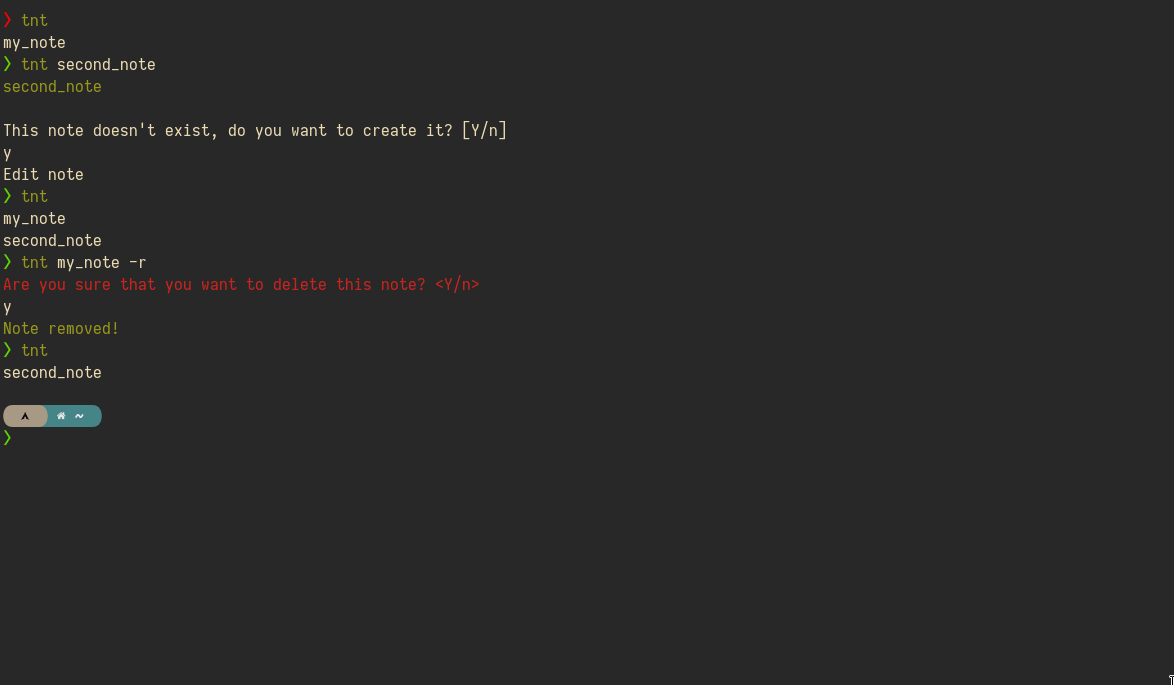 ❯ tnt
my_note
❯ tnt second_note
second_note
This note doesn't exist, do you want to create it? [Y/n]
y
Edit note
❯ tnt
my_note
second_note
❯ tnt my_note -r
Are you sure that you want to delete this note? <Y/n>
y
Note removed!
❯ tnt
second_note
~
❯